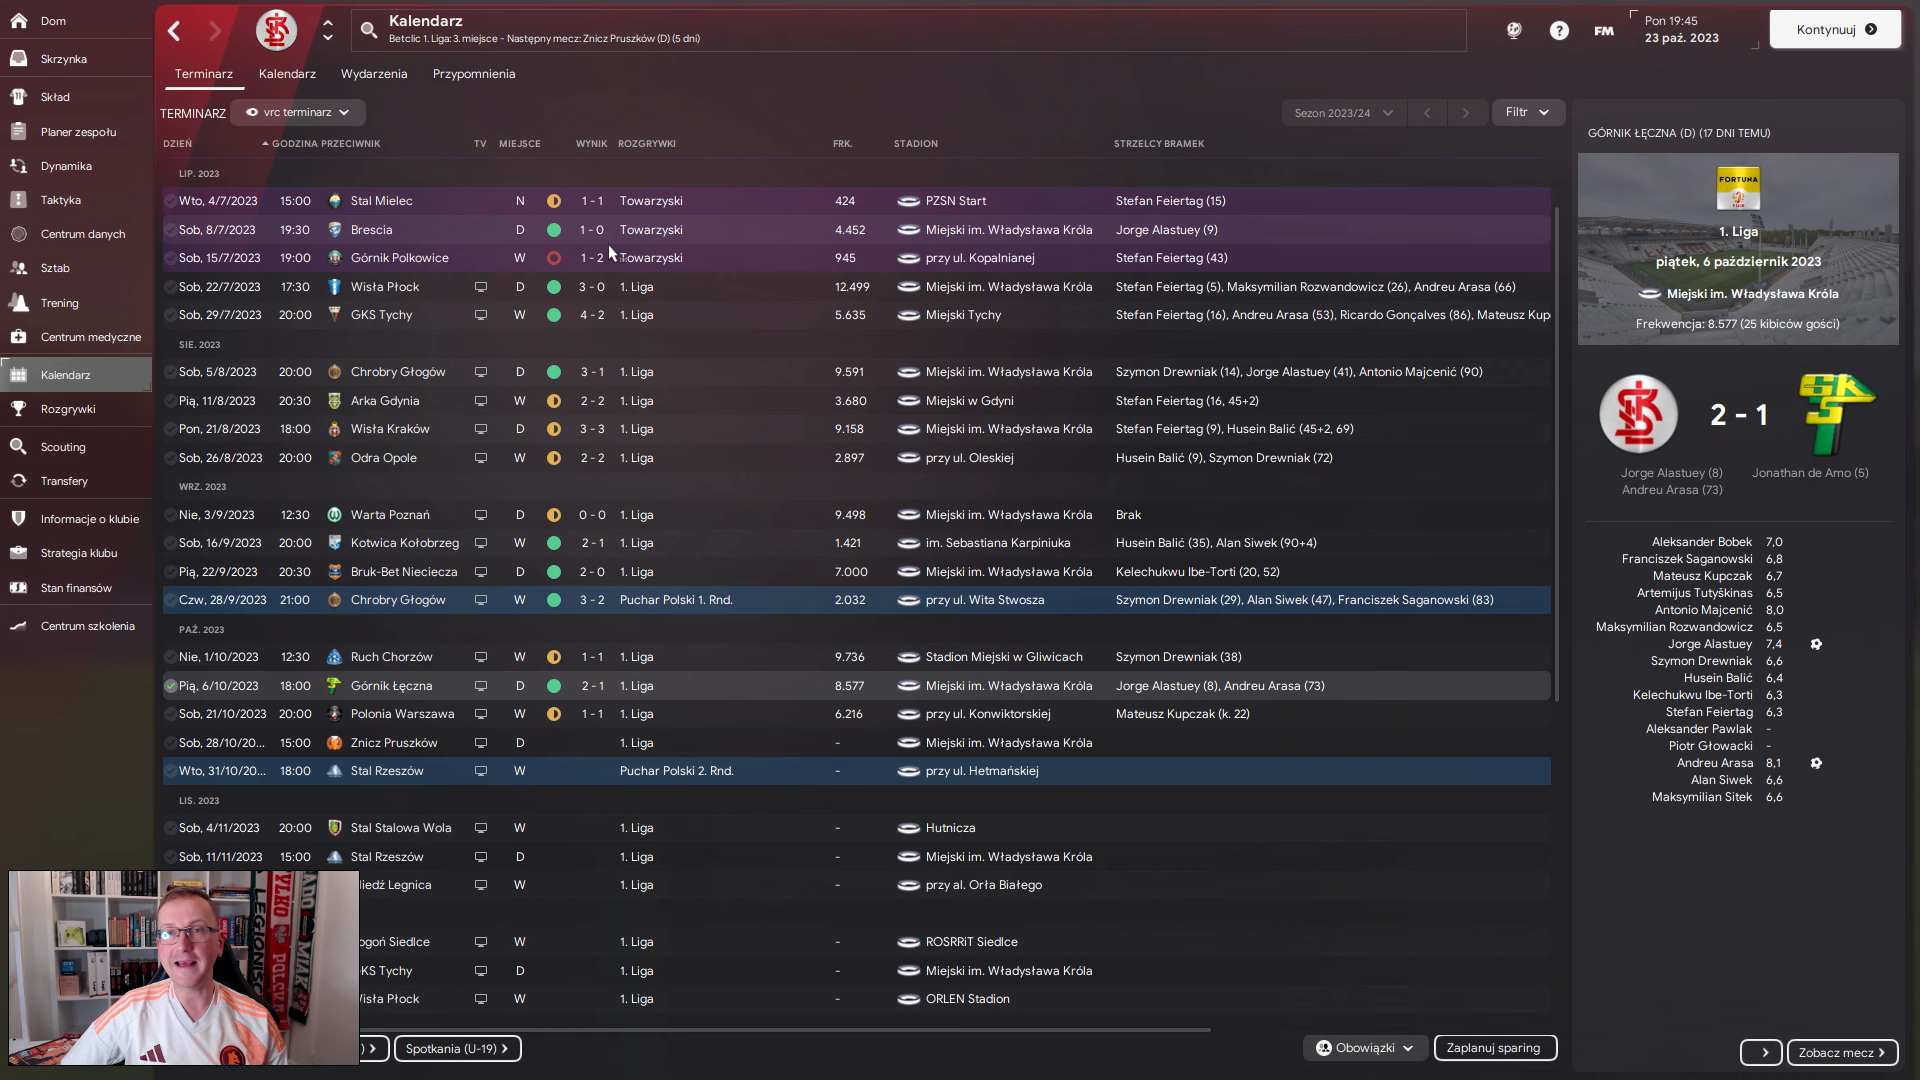 Dom
Skrzynka
Skład
Planer zespołu
Dynamika
Taktyka
Centrum danych
Sztab
Trening
Centrum medyczne
Kalendarz
Rozgrywki
Scouting
Transfery
Informacje o klubie
Strategia klubu
Stan finansów
Centrum szkolenia
Kalendarz
Betclic 1. Liga: 3. miejsce - Następny mecz: Znicz Pruszków (D) (5 dni)
FM
Pon 19:45
23 paź. 2023
Kontynuuj
Terminarz Kalendarz Wydarzenia Przypomnienia
TERMINARZ vrc terminarz Sezon 2023/24 Filtr
DZIEŃ GODZINA PRZECIWNIK TV MIEJSCE WYNIK ROZGRYWKI FRK. STADION STRZELCY BRAMEK
LIP. 2023
Wto, 4/7/2023 15:00 Stal Mielec N 1 - 1 Towarzyski 424 PZSN Start Stefan Feiertag (15)
Sob, 8/7/2023 19:30 Brescia D 1 - 0 Towarzyski 4.452 Miejski im. Władysława Króla Jorge Alastuey (9)
Sob, 15/7/2023 19:00 Górnik Polkowice W 1 - 2 Towarzyski 945 przy ul. Kopalnianej Stefan Feiertag (43)
Sob, 22/7/2023 17:30 Wisła Płock D 3 - 0 1. Liga 12.499 Miejski im. Władysława Króla Stefan Feiertag (5), Maksymilian Rozwandowicz (26), Andreu Arasa (66)
Sob, 29/7/2023 20:00 GKS Tychy W 4 - 2 1. Liga 5.635 Miejski Tychy Stefan Feiertag (16), Andreu Arasa (53), Ricardo Gonçalves (86), Mateusz Kup
SIE. 2023
Sob, 5/8/2023 20:00 Chrobry Głogów D 3 - 1 1. Liga 9.591 Miejski im. Władysława Króla Szymon Drewniak (14), Jorge Alastuey (41), Antonio Majcenić (90)
Pią, 11/8/2023 20:30 Arka Gdynia W 2 - 2 1. Liga 3.680 Miejski w Gdyni Stefan Feiertag (16, 45+2)
Pon, 21/8/2023 18:00 Wisła Kraków D 3 - 3 1. Liga 9.158 Miejski im. Władysława Króla Stefan Feiertag (9), Husein Balić (45+2, 69)
Sob, 26/8/2023 20:00 Odra Opole W 2 - 2 1. Liga 2.897 przy ul. Oleskiej Husein Balić (9), Szymon Drewniak (72)
WRZ. 2023
Nie, 3/9/2023 12:30 Warta Poznań D 0 - 0 1. Liga 9.498 Miejski im. Władysława Króla Brak
Sob, 16/9/2023 20:00 Kotwica Kołobrzeg W 2 - 1 1. Liga 1.421 im. Sebastiana Karpiniuka Husein Balić (35), Alan Siwek (90+4)
Pią, 22/9/2023 20:30 Bruk-Bet Nieciecza D 2 - 0 1. Liga 7.000 Miejski im. Władysława Króla Kelechukwu Ibe-Torti (20, 52)
Czw, 28/9/2023 21:00 Chrobry Głogów W 3 - 2 Puchar Polski 1. Rnd. 2.032 przy ul. Wita Stwosza Szymon Drewniak (29), Alan Siwek (47), Franciszek Saganowski (83)
PAŹ. 2023
Nie, 1/10/2023 12:30 Ruch Chorzów W 1 - 1 1. Liga 9.736 Stadion Miejski w Gliwicach Szymon Drewniak (38)
Pią, 6/10/2023 18:00 Górnik Łęczna D 2 - 1 1. Liga 8.577 Miejski im. Władysława Króla Jorge Alastuey (8), Andreu Arasa (73)
Sob, 21/10/2023 20:00 Polonia Warszawa W 1 - 1 1. Liga 6.216 przy ul. Konwiktorskiej Mateusz Kupczak (k. 22)
Sob, 28/10/20... 15:00 Znicz Pruszków D 1. Liga - Miejski im. Władysława Króla
Wto, 31/10/20... 18:00 Stal Rzeszów W Puchar Polski 2. Rnd. - przy ul. Hetmańskiej
LIS. 2023
Sob, 4/11/2023 20:00 Stal Stalowa Wola W 1. Liga - Hutnicza
Sob, 11/11/2023 15:00 Stal Rzeszów D 1. Liga - Miejski im. Władysława Króla
liedź Legnica W 1. Liga - przy al. Orła Białego
ogoń Siedlce W 1. Liga - ROSRRiT Siedlce
KS Tychy D 1. Liga - Miejski im. Władysława Króla
Wisła Płock W 1. Liga - ORLEN Stadion
) Spotkania (U-19) Obowiązki Zaplanuj sparing
GÓRNIK ŁĘCZNA (D) (17 DNI TEMU)
FORTUNA
1. Liga
piątek, 6 październik 2023
Miejski im. Władysława Króla
Frekwencja: 8.577 (25 kibiców gości)
2 - 1
Jorge Alastuey (8) Jonathan de Amo (5)
Andreu Arasa (73)
Aleksander Bobek 7,0
Franciszek Saganowski 6,8
Mateusz Kupczak 6,7
Artemijus Tutyškinas 6,5
Antonio Majcenić 8,0
Maksymilian Rozwandowicz 6,5
Jorge Alastuey 7,4
Szymon Drewniak 6,6
Husein Balić 6,4
Kelechukwu Ibe-Torti 6,3
Stefan Feiertag 6,3
Aleksander Pawlak -
Piotr Głowacki -
Andreu Arasa 8,1
Alan Siwek 6,6
Maksymilian Sitek 6,6
Zobacz mecz